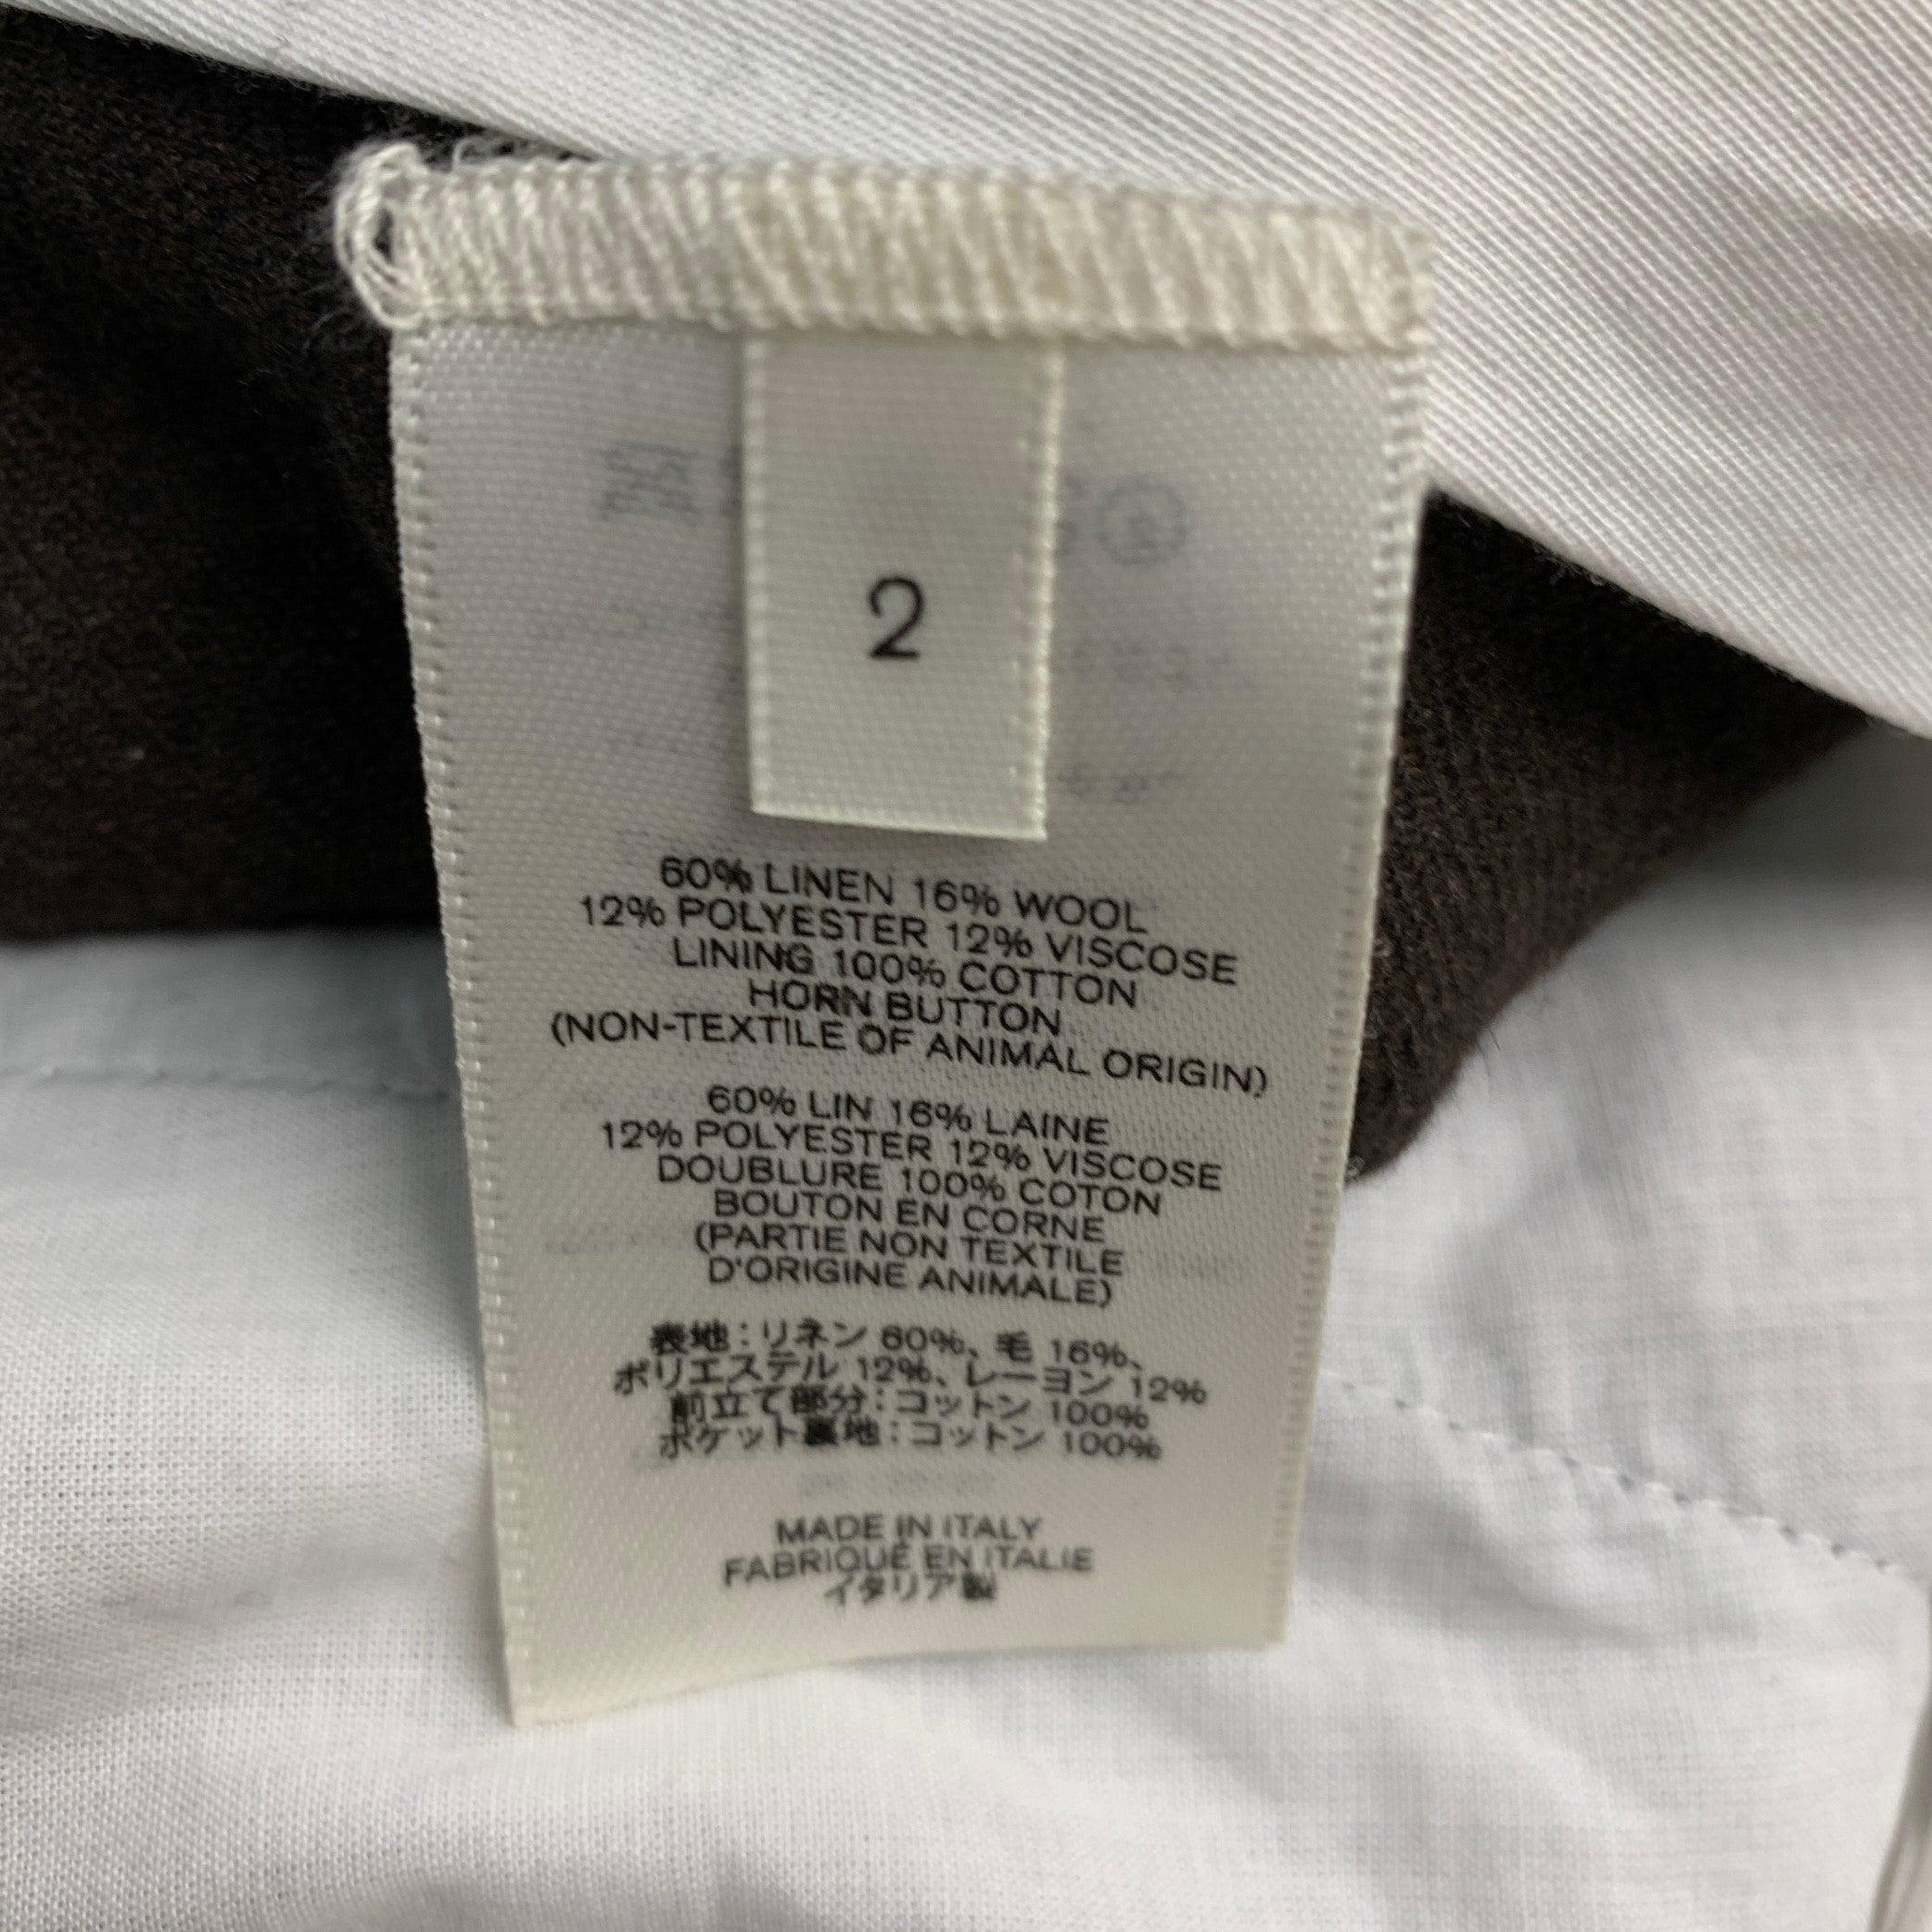 2
60% LINEN 16% WOOL
12% POLYESTER 12% VISCOSE
LINING 100% COTTON
HORN BUTTON
(NON-TEXTILE OF ANIMAL ORIGIN)
60% LIN 16% LAINE
12% POLYESTER 12% VISCOSE
DOUBLURE 100% COTON
BOUTON EN CORNE
(PARTIE NON TEXTILE
D'ORIGINE ANIMALE)
表地：リネン 60%、毛 16%、
ポリエステル 12%、レーヨン 12%
前立て部分：コットン 100%
ポケット裏地：コットン 100%
MADE IN ITALY
FABRIQUÉ EN ITALIE
イタリア製